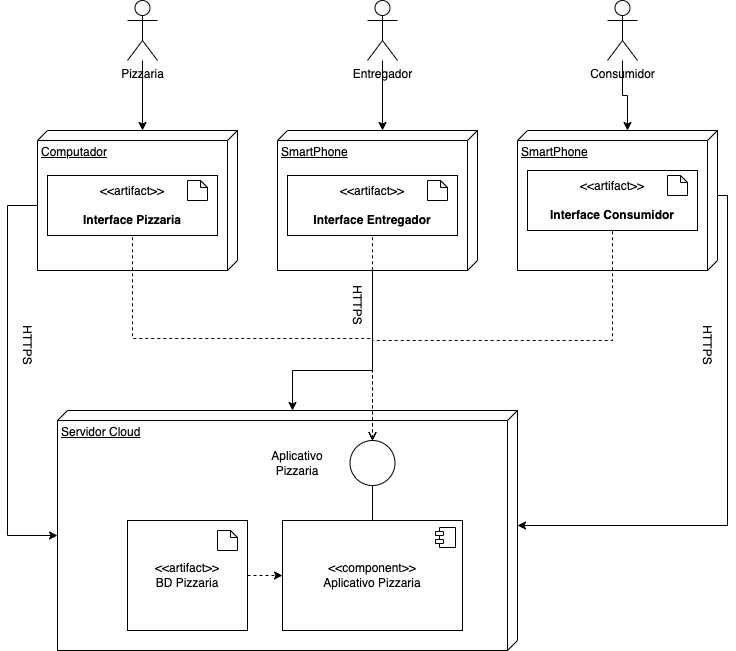 Pizzaria
Entregador
Consumidor
Computador
<<artifact>>
Interface Pizzaria
SmartPhone
<<artifact>>
Interface Entregador
SmartPhone
<<artifact>>
Interface Consumidor
HTTPS
HTTPS
HTTPS
Servidor Cloud
Aplicativo
Pizzaria
<<artifact>>
BD Pizzaria
<<component>>
Aplicativo Pizzaria